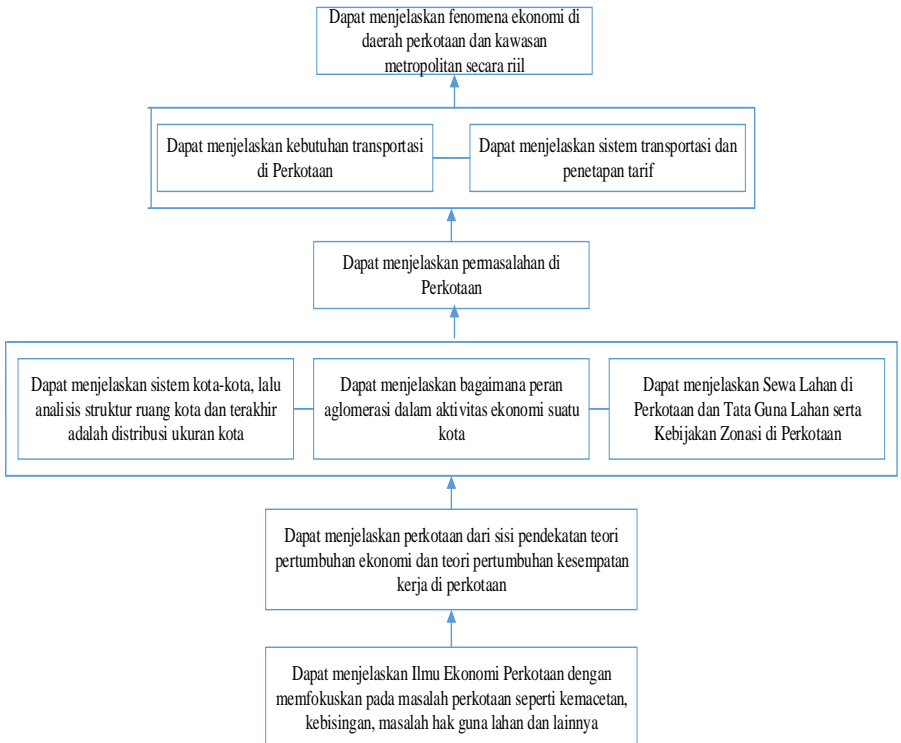 Dapat menjelaskan fenomena ekonomi di
daerah perkotaan dan kawasan
metropolitan secara riil
Dapat menjelaskan kebutuhan transportasi
di Perkotaan
Dapat menjelaskan sistem transportasi dan
penetapan tarif
Dapat menjelaskan permasalahan di
Perkotaan
Dapat menjelaskan sistem kota-kota, lalu
analisis struktur ruang kota dan terakhir
adalah distribusi ukuran kota
Dapat menjelaskan bagaimana peran
aglomerasi dalam aktivitas ekonomi suatu
kota
Dapat menjelaskan Sewa Lahan di
Perkotaan dan Tata Guna Lahan serta
Kebijakan Zonasi di Perkotaan
Dapat menjelaskan perkotaan dari sisi pendekatan teori
pertumbuhan ekonomi dan teori pertumbuhan kesempatan
kerja di perkotaan
Dapat menjelaskan Ilmu Ekonomi Perkotaan dengan
memfokuskan pada masalah perkotaan seperti kemacetan,
kebisingan, masalah hak guna lahan dan lainnya